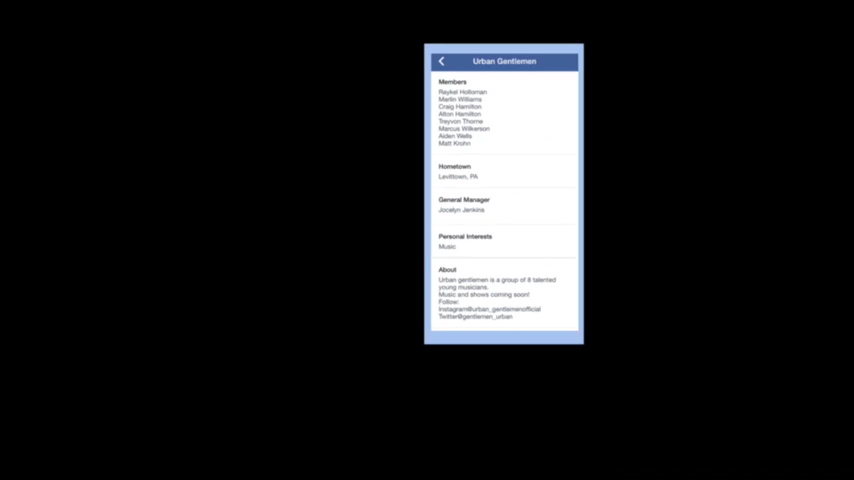 Urban Gentlemen
Members
Raykel Holloman
Marlin Williams
Craig Hamilton
Alton Hamilton
Treyvon Thorne
Marcus Wilkerson
Aiden Wells
Matt Krohn
Hometown
Levittown, PA
General Manager
Jocelyn Jenkins
Personal Interests
Music
About
Urban gentlemen is a group of 8 talented
young musicians.
Music and shows coming soon!
Follow:
Instagram@urban_gentlemenofficial
Twitter@gentlemen_urban